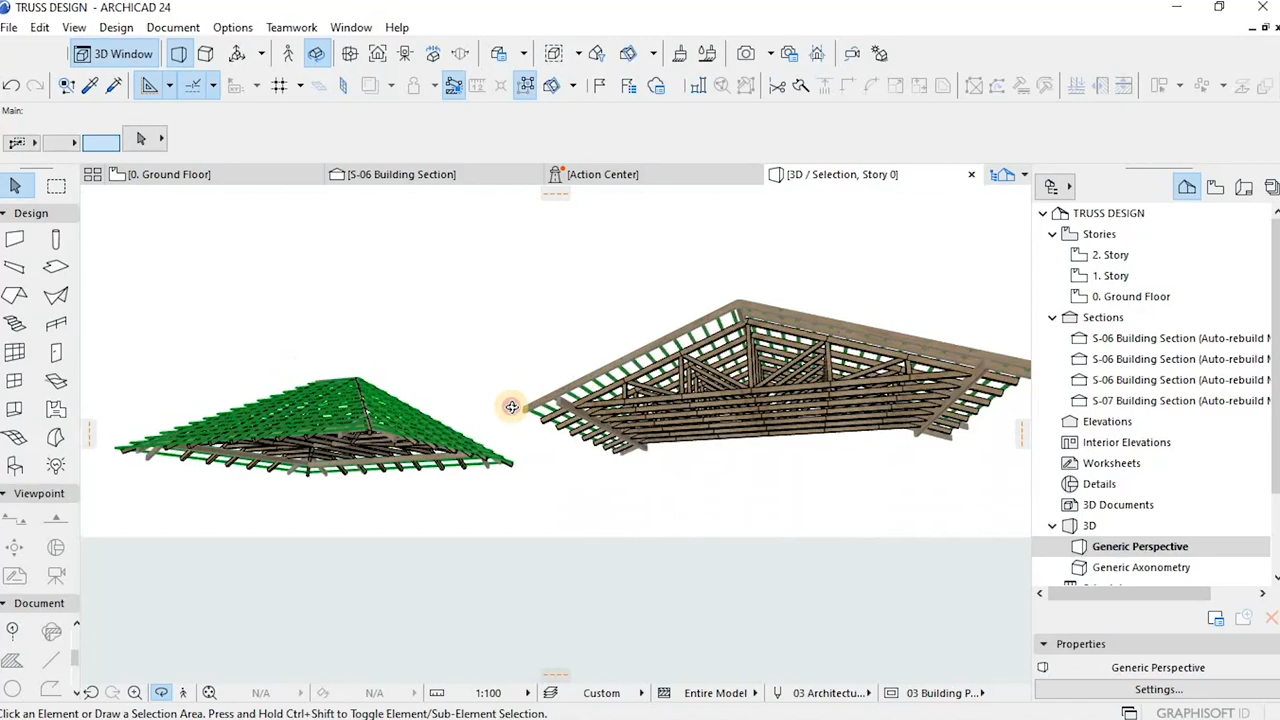 TRUSS DESIGN - ARCHICAD 24
File Edit View Design Document Options Teamwork Window Help
3D Window
Main:
[0. Ground Floor] [S-06 Building Section] [Action Center] [3D / Selection, Story 0]
Design
TRUSS DESIGN
Stories
2. Story
1. Story
0. Ground Floor
Sections
S-06 Building Section (Auto-rebuild
S-06 Building Section (Auto-rebuild
S-06 Building Section (Auto-rebuild
S-07 Building Section (Auto-rebuild
Elevations
Interior Elevations
Worksheets
Details
3D Documents
3D
Generic Perspective
Generic Axonometry
Viewpoint
Document
Properties
Generic Perspective
Settings...
N/A N/A 1:100 Custom Entire Model 03 Architectu... 03 Building P...
Click an Element or Draw a Selection Area. Press and Hold Ctrl+Shift to Toggle Element/Sub-Element Selection.
GRAPHISOFT ID